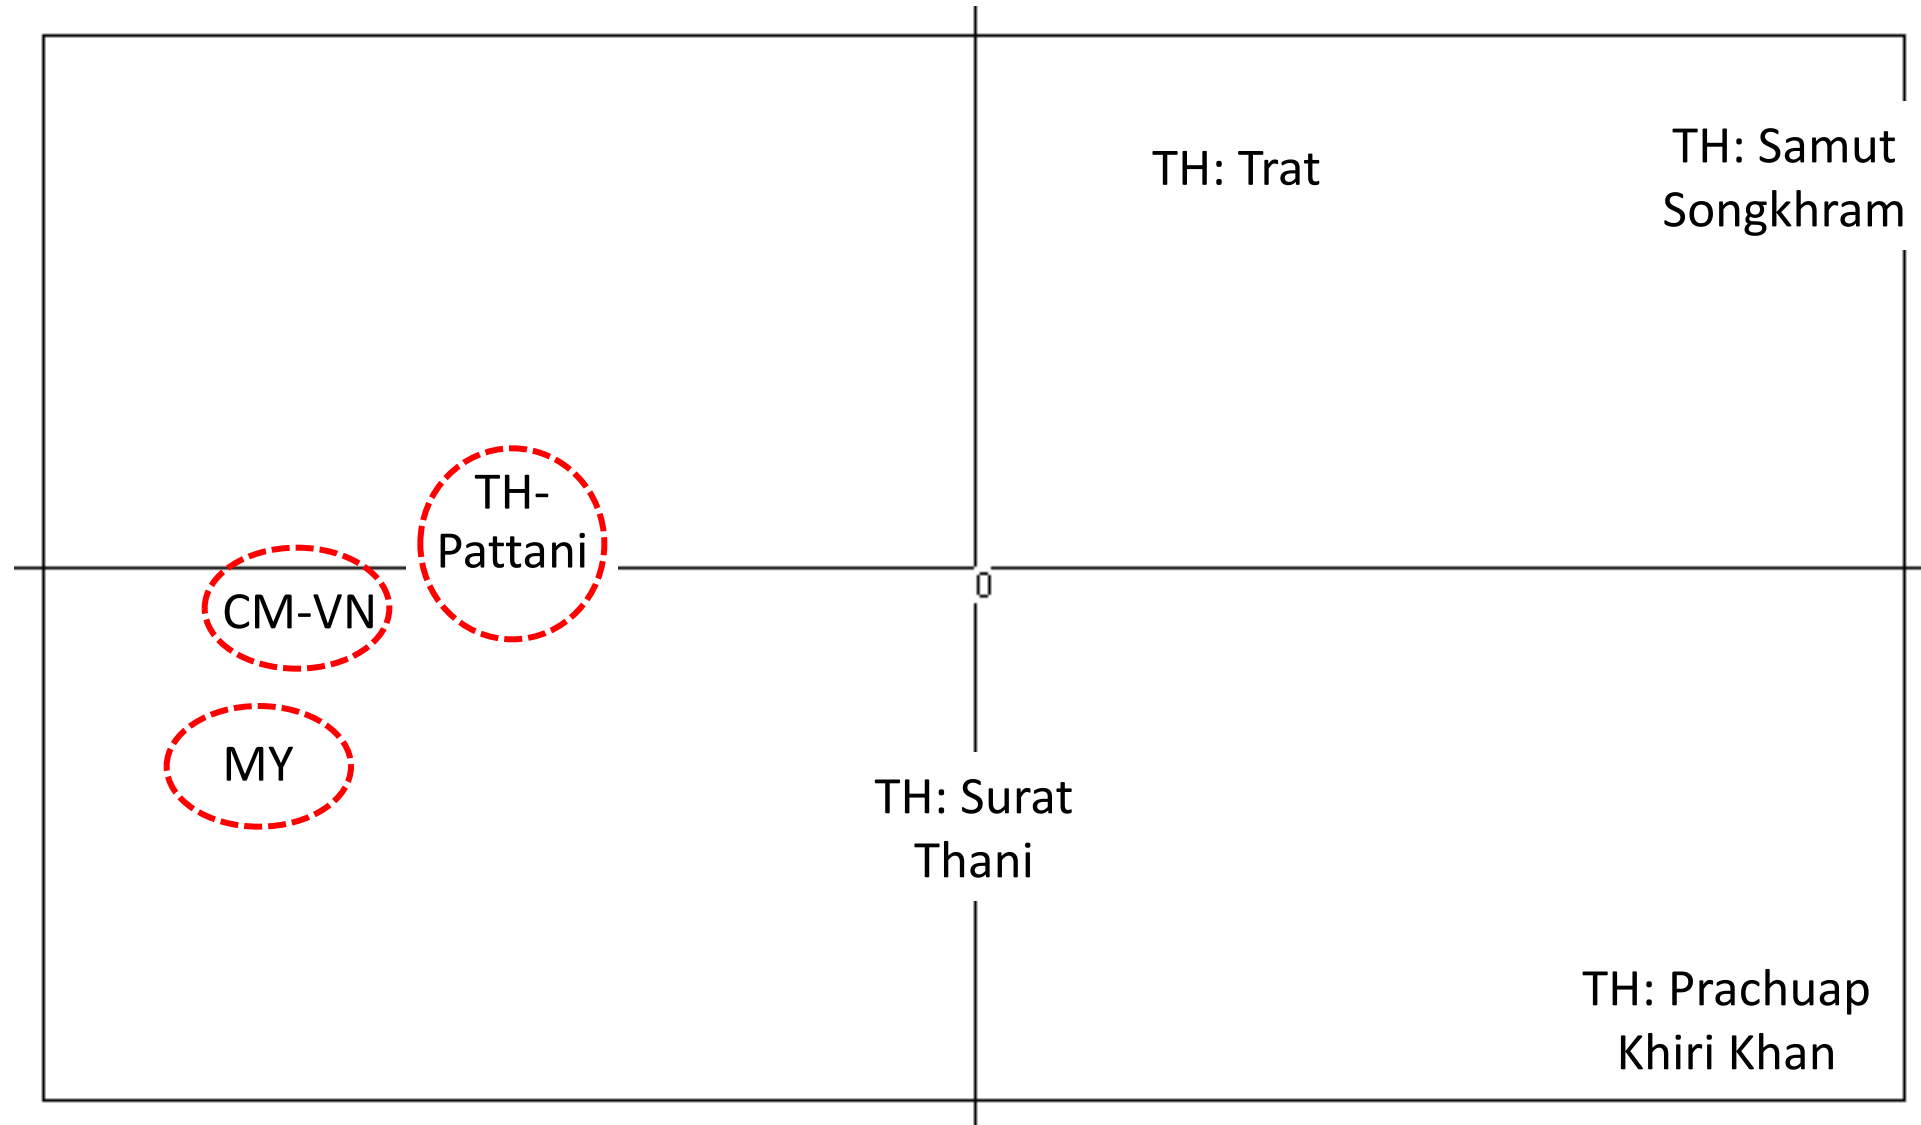 TH: Trat
TH: Samut
Songkhram
TH-
Pattani
CM-VN
0
MY
TH: Surat
Thani
TH: Prachuap
Khiri Khan